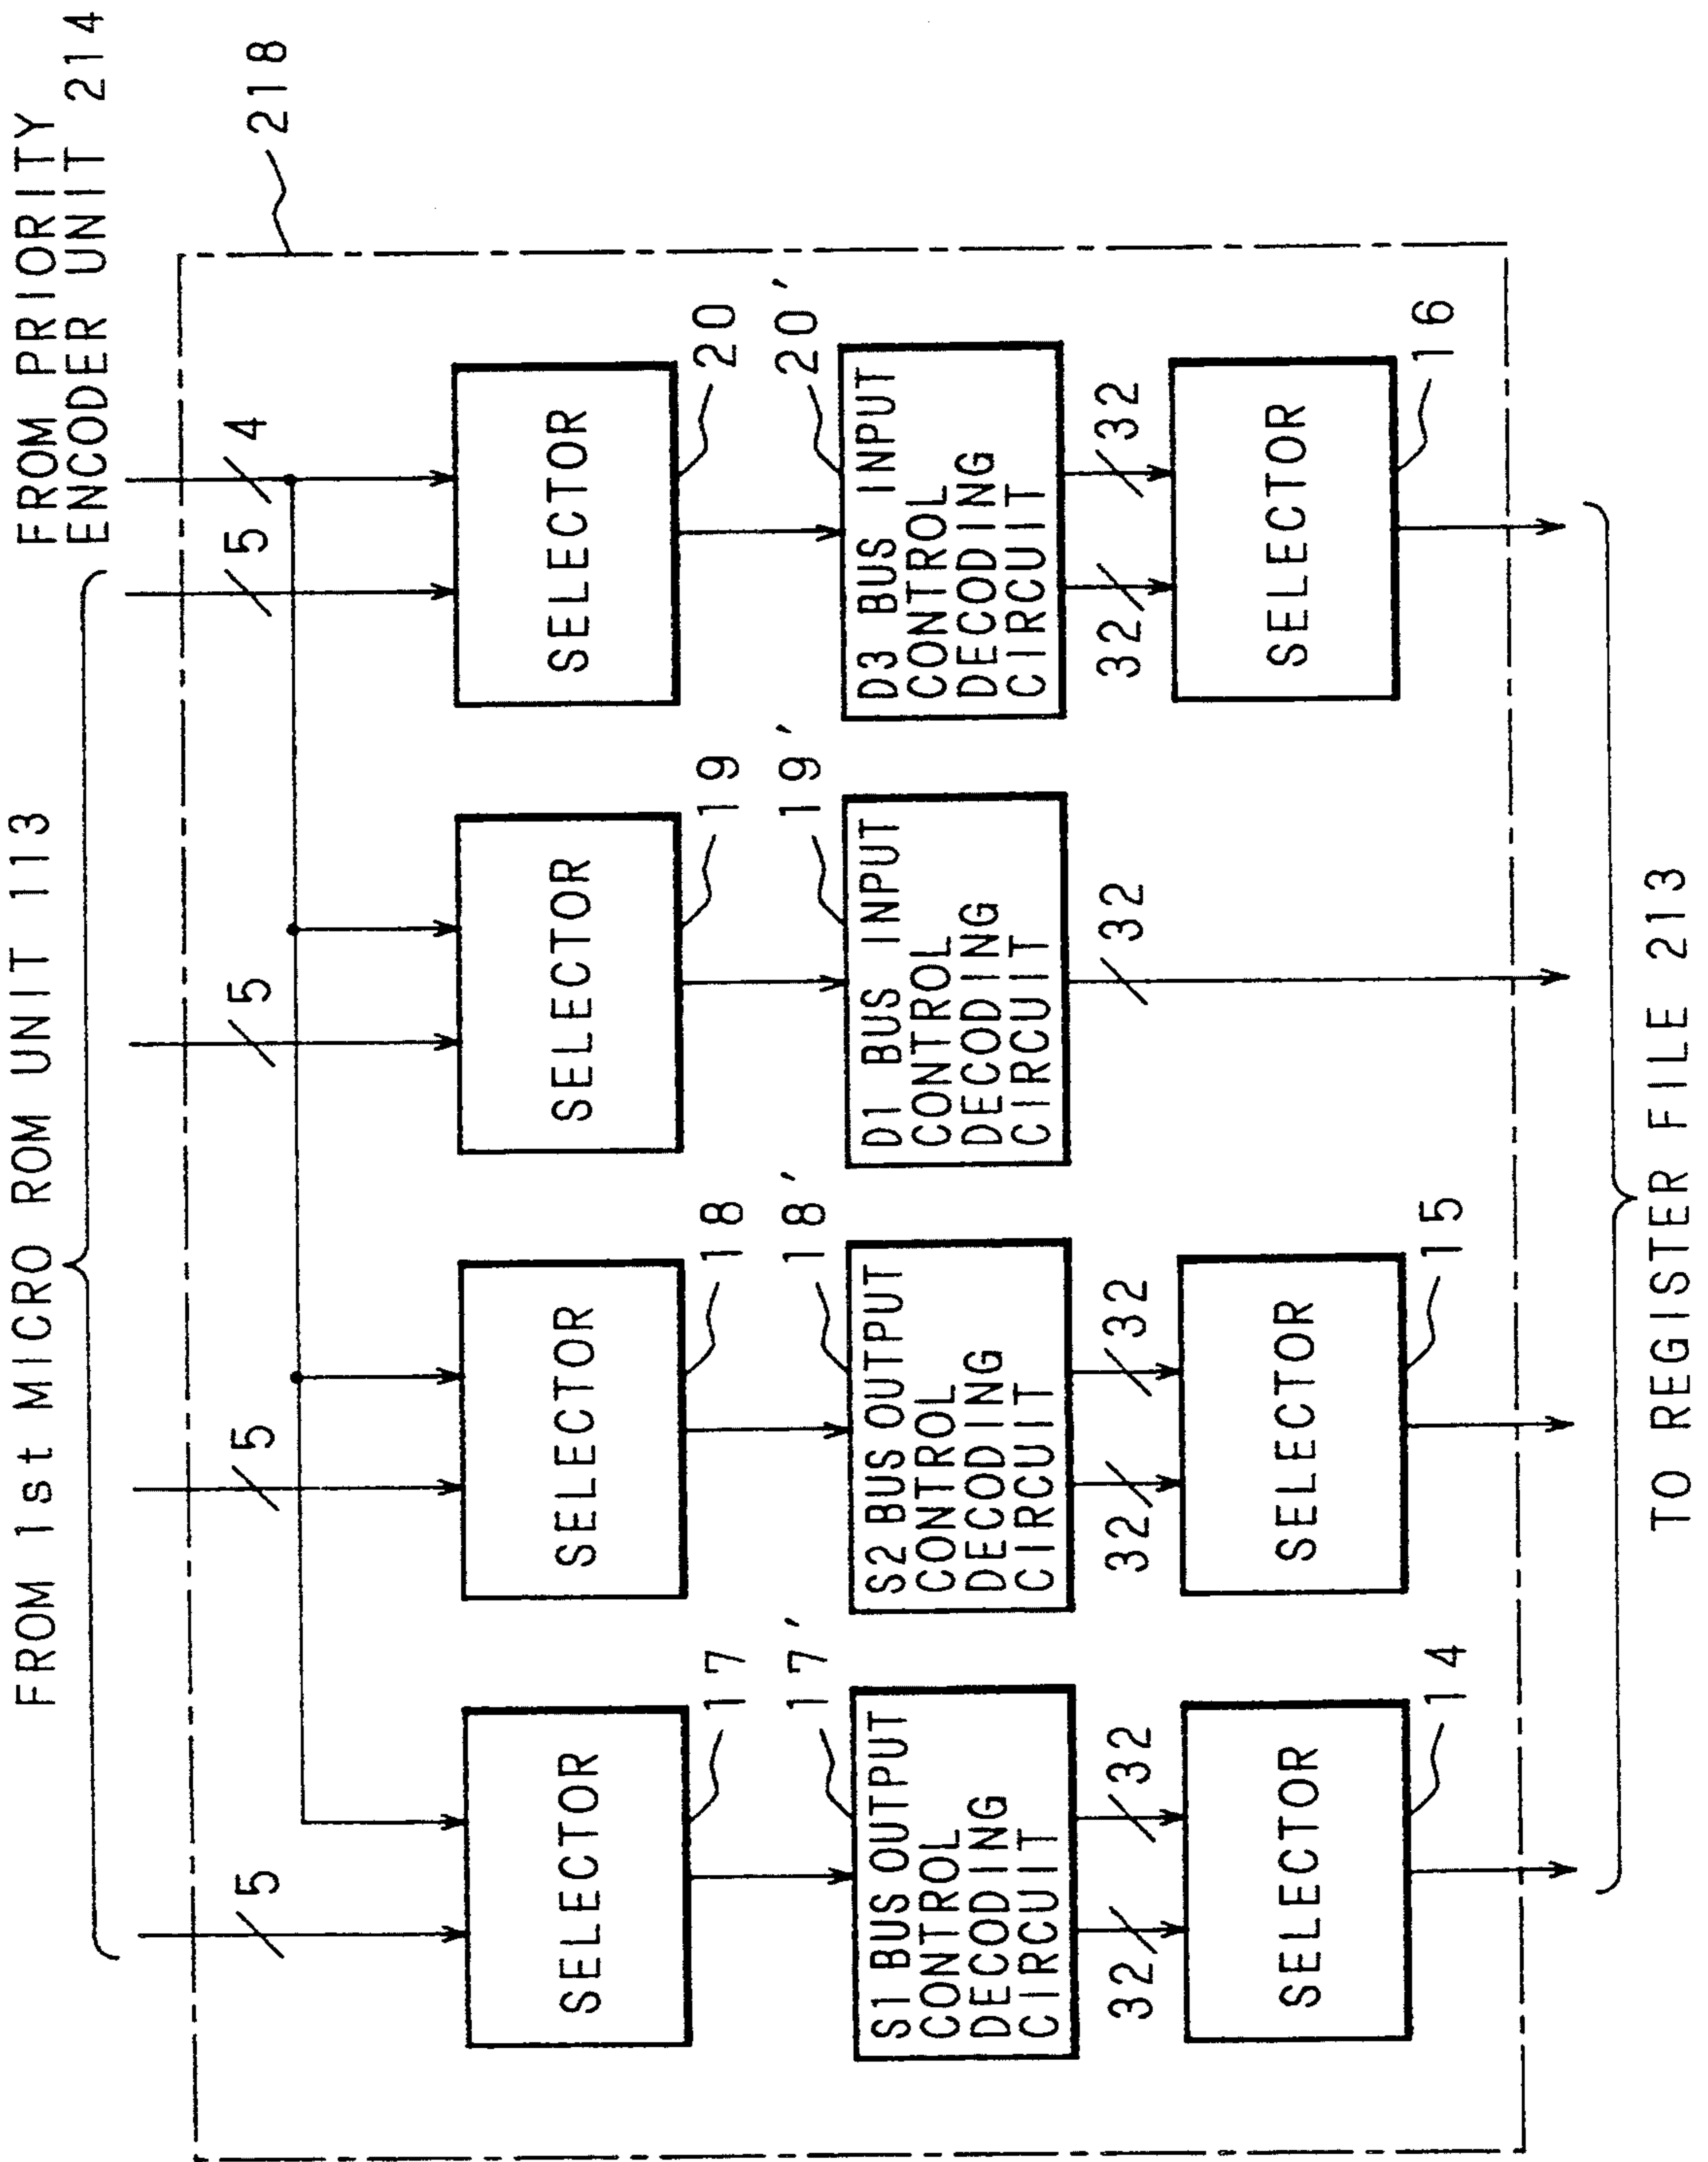 FROM 1st MICRO ROM UNIT 113
FROM PRIORITY
ENCODER UNIT 214
218
5
5
5
5
4
SELECTOR
SELECTOR
SELECTOR
SELECTOR
17
18
19
20
17'
18'
19'
20'
S1 BUS OUTPUT
CONTROL
DECODING
CIRCUIT
S2 BUS OUTPUT
CONTROL
DECODING
CIRCUIT
D1 BUS INPUT
CONTROL
DECODING
CIRCUIT
D3 BUS INPUT
CONTROL
DECODING
CIRCUIT
32
32
32
32
32
32
32
SELECTOR
SELECTOR
SELECTOR
14
15
16
TO REGISTER FILE 213